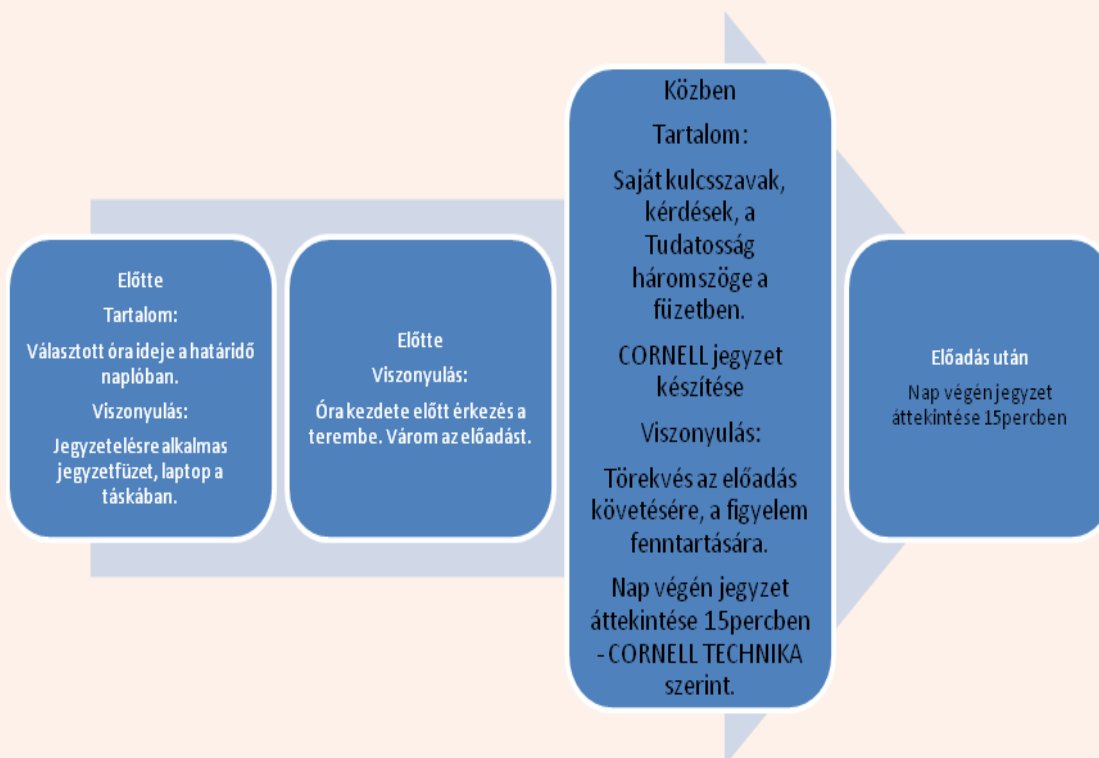 Előtte
Tartalom:
Választott óra ideje a határidő
naplóban.
Viszonyulás:
Jegyzetelésre alkalmas
jegyzetfüzet, laptop a
táskában.
Előtte
Viszonyulás:
Óra kezdete előtt érkezés a
terembe. Várom az előadást.
Közben
Tartalom:
Saját kulcsszavak,
kérdések, a
Tudatosság
háromszöge a
füzetben.
CORNELL jegyzet
készítése
Viszonyulás:
Törekvés az előadás
követésére, a figyelem
fenntartására.
Nap végén jegyzet
áttekintése 15percben
- CORNELL TECHNIKA
szerint.
Előadás után
Nap végén jegyzet
áttekintése 15percben